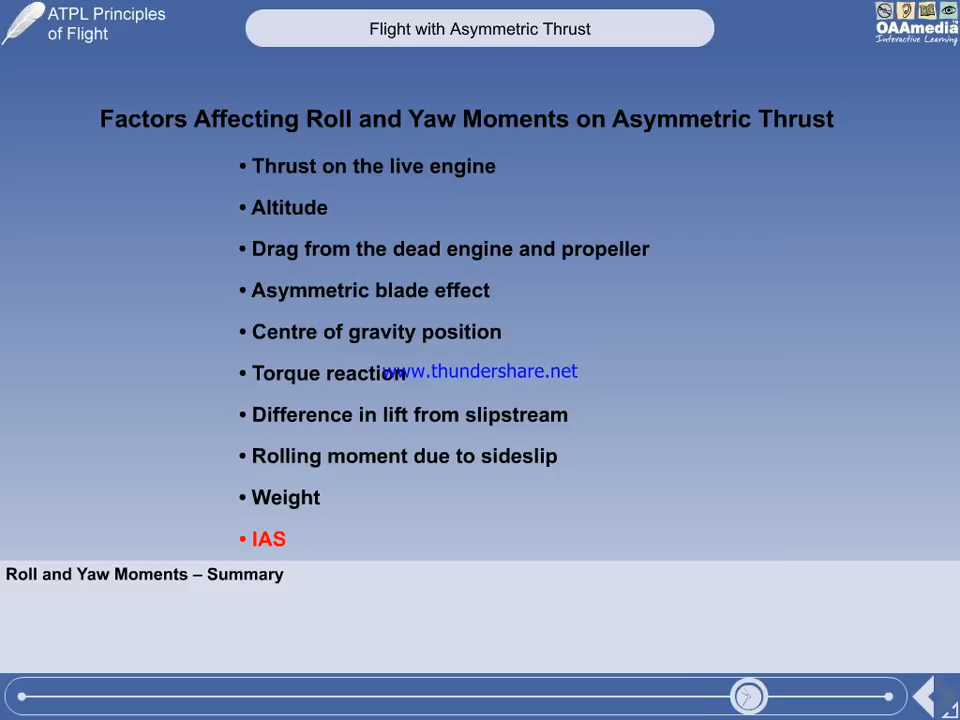 ATPL Principles
of Flight
Flight with Asymmetric Thrust
OAAmedia
Interactive Learning
Factors Affecting Roll and Yaw Moments on Asymmetric Thrust
• Thrust on the live engine
• Altitude
• Drag from the dead engine and propeller
• Asymmetric blade effect
• Centre of gravity position
• Torque reaction
www.thundershare.net
• Difference in lift from slipstream
• Rolling moment due to sideslip
• Weight
• IAS
Roll and Yaw Moments – Summary